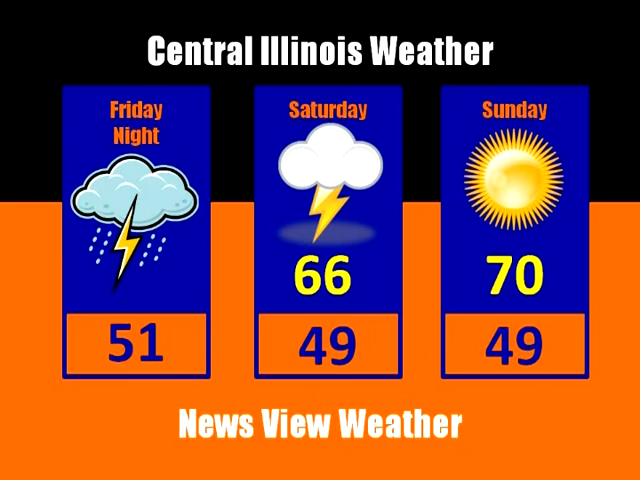 Central Illinois Weather
Friday
Night
Saturday
Sunday
66
70
51
49
49
News View Weather